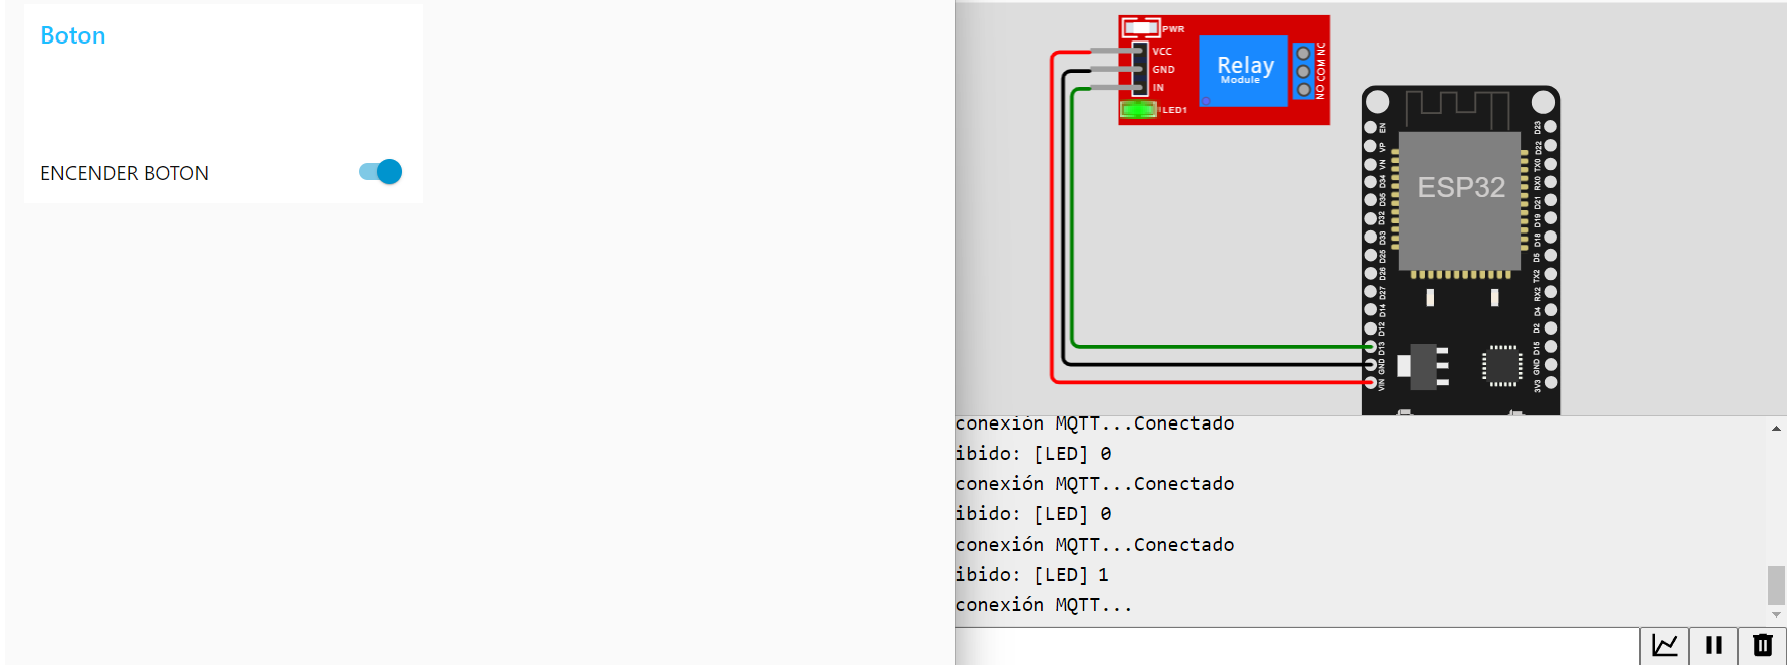 Boton
ENCENDER BOTON
PWR
VCC
GND
IN
LED1
Relay
Module
NO COM NC
ESP32
EN
VP
VN
D34
D35
D32
D33
D25
D26
D27
D14
D12
D13
GND
VIN
D23
D22
TX0
RX0
D21
D19
D18
D5
TX2
RX2
D4
D2
D15
GND
3V3
conexión MQTT...Conectado
ibido: [LED] 0
conexión MQTT...Conectado
ibido: [LED] 0
conexión MQTT...Conectado
ibido: [LED] 1
conexión MQTT...